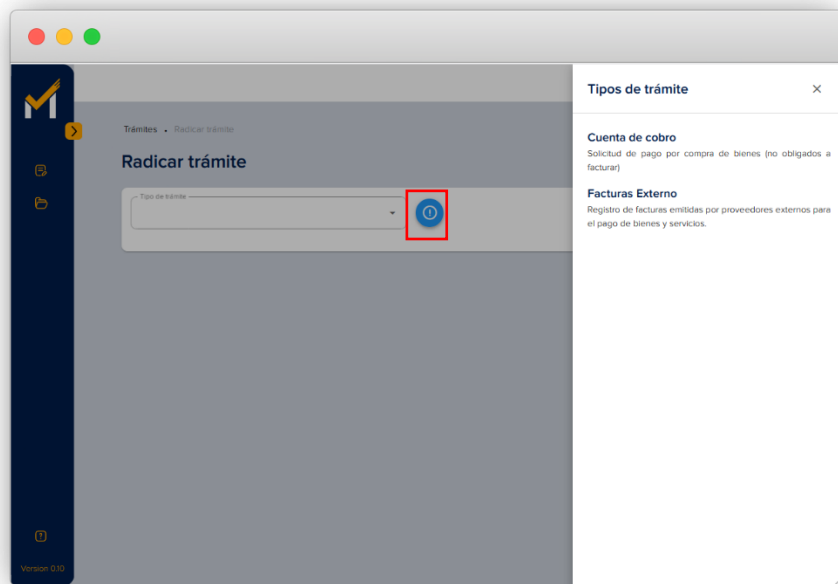 Tipos de trámite
Trámites • Radicar trámite
Radicar trámite
Tipo de trámite
Cuenta de cobro
Solicitud de pago por compra de bienes (no obligados a
facturar)
Facturas Externo
Registro de facturas emitidas por proveedores externos para
el pago de bienes y servicios.
Version 0.10